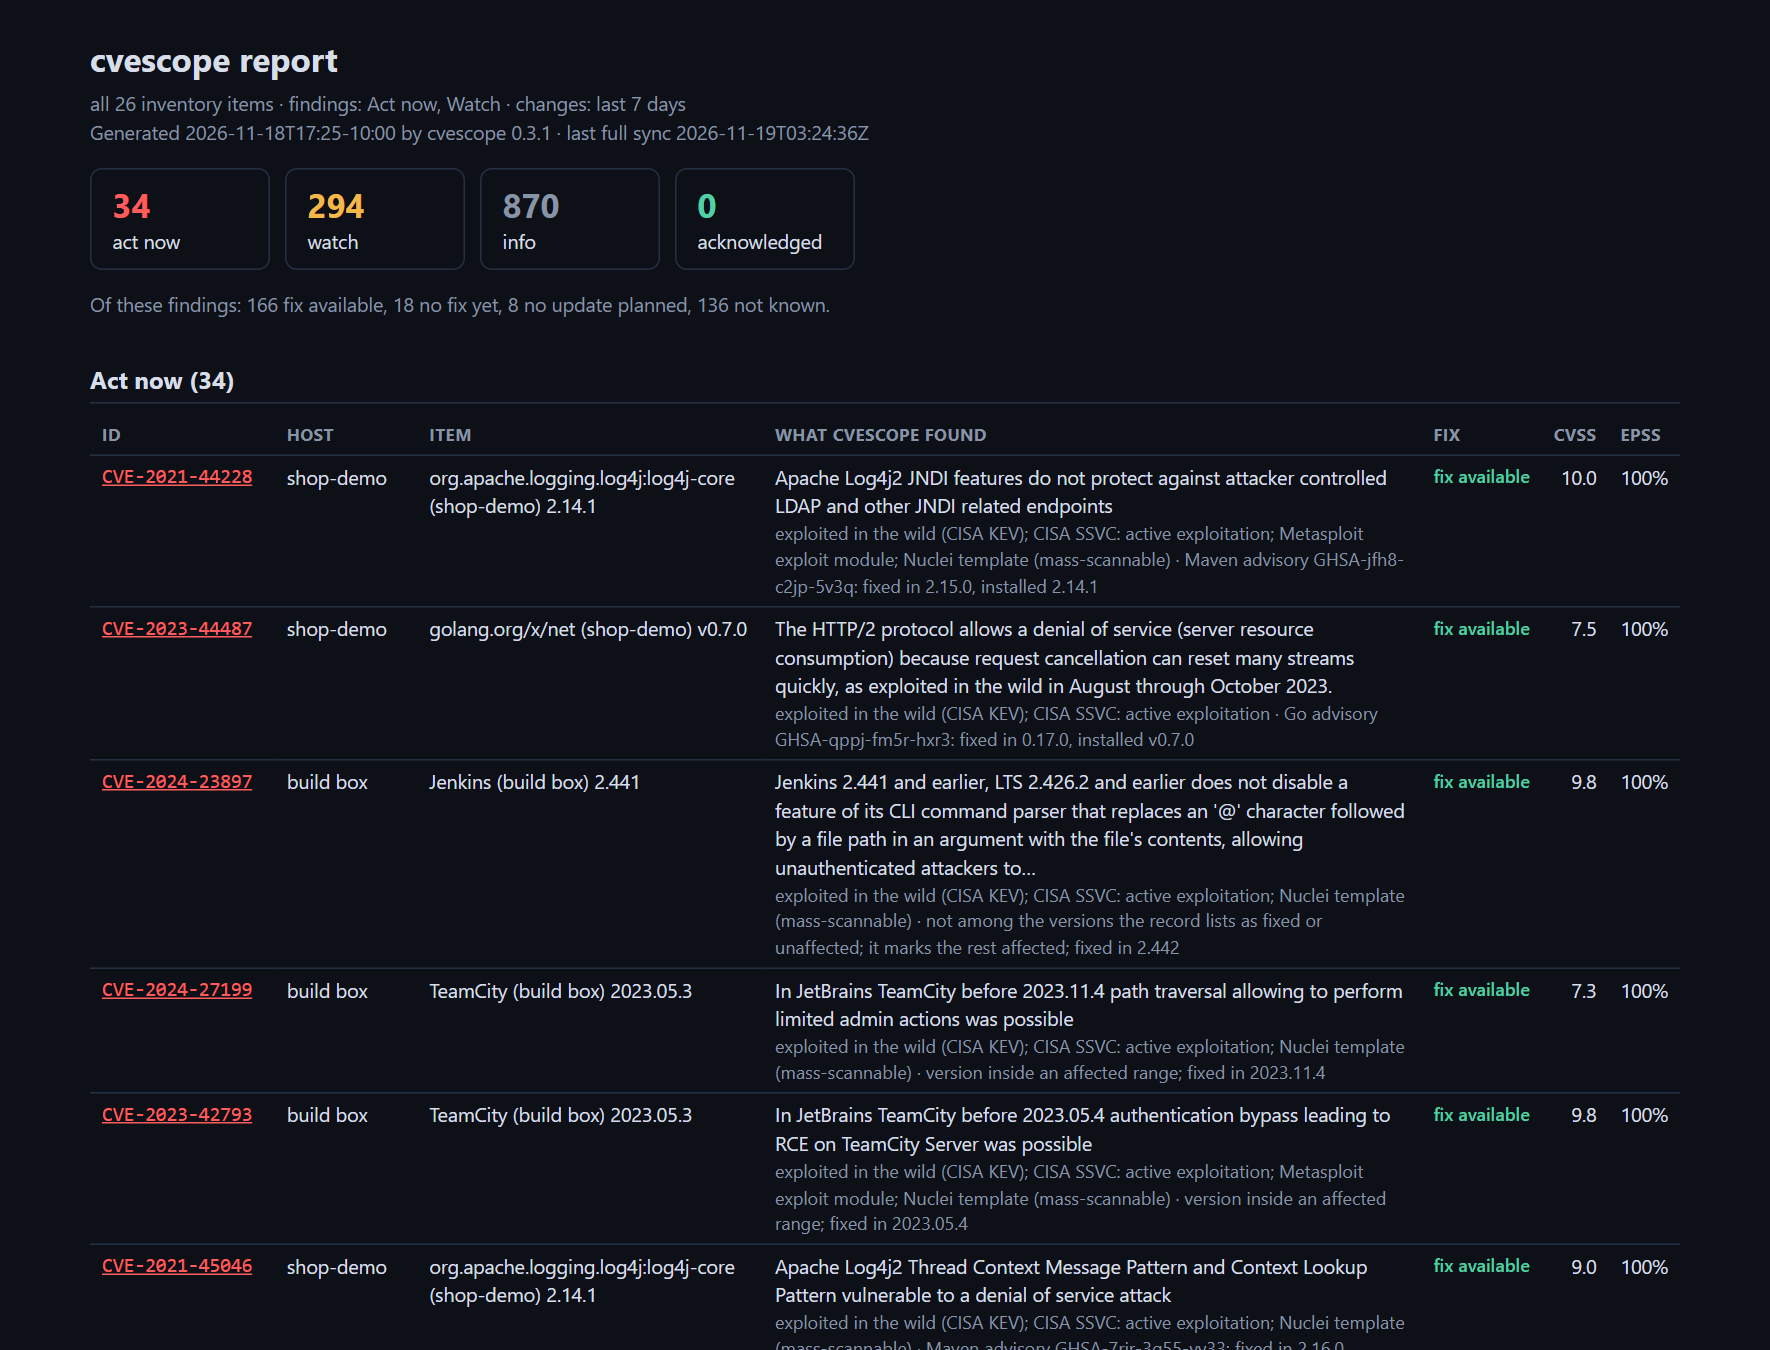 cvescope report
all 26 inventory items · findings: Act now, Watch · changes: last 7 days
Generated 2026-11-18T17:25-10:00 by cvescope 0.3.1 · last full sync 2026-11-19T03:24:36Z
34
act now
294
watch
870
info
0
acknowledged
Of these findings: 166 fix available, 18 no fix yet, 8 no update planned, 136 not known.
Act now (34)
ID HOST ITEM WHAT CVESCOPE FOUND FIX CVSS EPSS
CVE-2021-44228 shop-demo org.apache.logging.log4j:log4j-core Apache Log4j2 JNDI features do not protect against attacker controlled fix available 10.0 100%
(shop-demo) 2.14.1 LDAP and other JNDI related endpoints
exploited in the wild (CISA KEV); CISA SSVC: active exploitation; Metasploit
exploit module; Nuclei template (mass-scannable) · Maven advisory GHSA-jfh8-
c2jp-5v3q: fixed in 2.15.0, installed 2.14.1
CVE-2023-44487 shop-demo golang.org/x/net (shop-demo) v0.7.0 The HTTP/2 protocol allows a denial of service (server resource fix available 7.5 100%
consumption) because request cancellation can reset many streams
quickly, as exploited in the wild in August through October 2023.
exploited in the wild (CISA KEV); CISA SSVC: active exploitation · Go advisory
GHSA-qppj-fm5r-hxr3: fixed in 0.17.0, installed v0.7.0
CVE-2024-23897 build box Jenkins (build box) 2.441 Jenkins 2.441 and earlier, LTS 2.426.2 and earlier does not disable a fix available 9.8 100%
feature of its CLI command parser that replaces an '@' character followed
by a file path in an argument with the file's contents, allowing
unauthenticated attackers to…
exploited in the wild (CISA KEV); CISA SSVC: active exploitation; Nuclei template
(mass-scannable) · not among the versions the record lists as fixed or
unaffected; it marks the rest affected; fixed in 2.442
CVE-2024-27199 build box TeamCity (build box) 2023.05.3 In JetBrains TeamCity before 2023.11.4 path traversal allowing to perform fix available 7.3 100%
limited admin actions was possible
exploited in the wild (CISA KEV); CISA SSVC: active exploitation; Nuclei template
(mass-scannable) · version inside an affected range; fixed in 2023.11.4
CVE-2023-42793 build box TeamCity (build box) 2023.05.3 In JetBrains TeamCity before 2023.05.4 authentication bypass leading to fix available 9.8 100%
RCE on TeamCity Server was possible
exploited in the wild (CISA KEV); CISA SSVC: active exploitation; Metasploit
exploit module; Nuclei template (mass-scannable) · version inside an affected
range; fixed in 2023.05.4
CVE-2021-45046 shop-demo org.apache.logging.log4j:log4j-core Apache Log4j2 Thread Context Message Pattern and Context Lookup fix available 9.0 100%
(shop-demo) 2.14.1 Pattern vulnerable to a denial of service attack
exploited in the wild (CISA KEV); CISA SSVC: active exploitation; Nuclei template
(mass-scannable) · Maven advisory fixed in 2.16.0